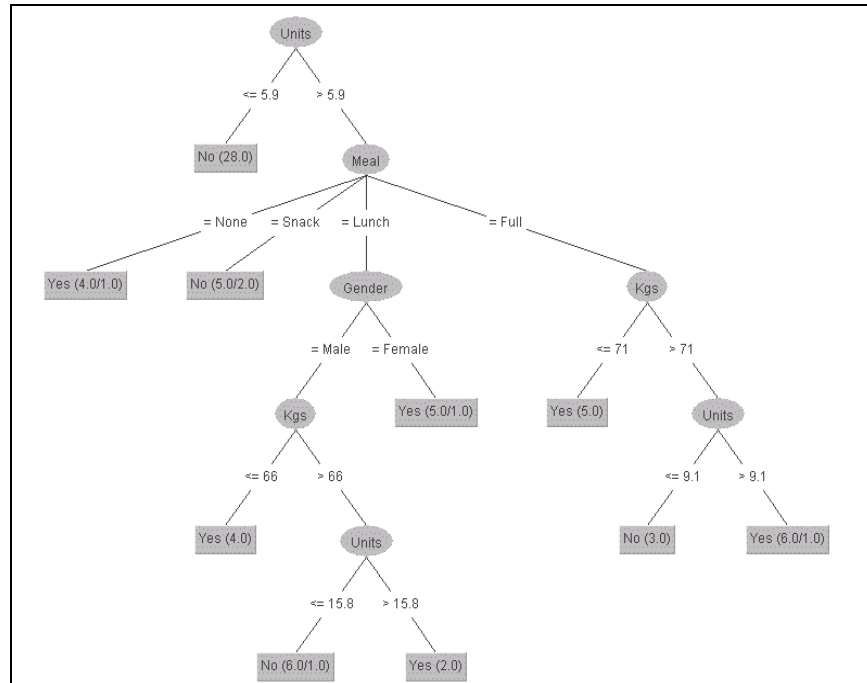 Units
<= 5.9 > 5.9
No (28.0) Meal
= None = Snack = Lunch = Full
Yes (4.0/1.0) No (5.0/2.0) Gender Kgs
= Male = Female <= 71 > 71
Kgs Yes (5.0/1.0) Yes (5.0) Units
<= 66 > 66 <= 9.1 > 9.1
Yes (4.0) Units No (3.0) Yes (6.0/1.0)
<= 15.8 > 15.8
No (6.0/1.0) Yes (2.0)